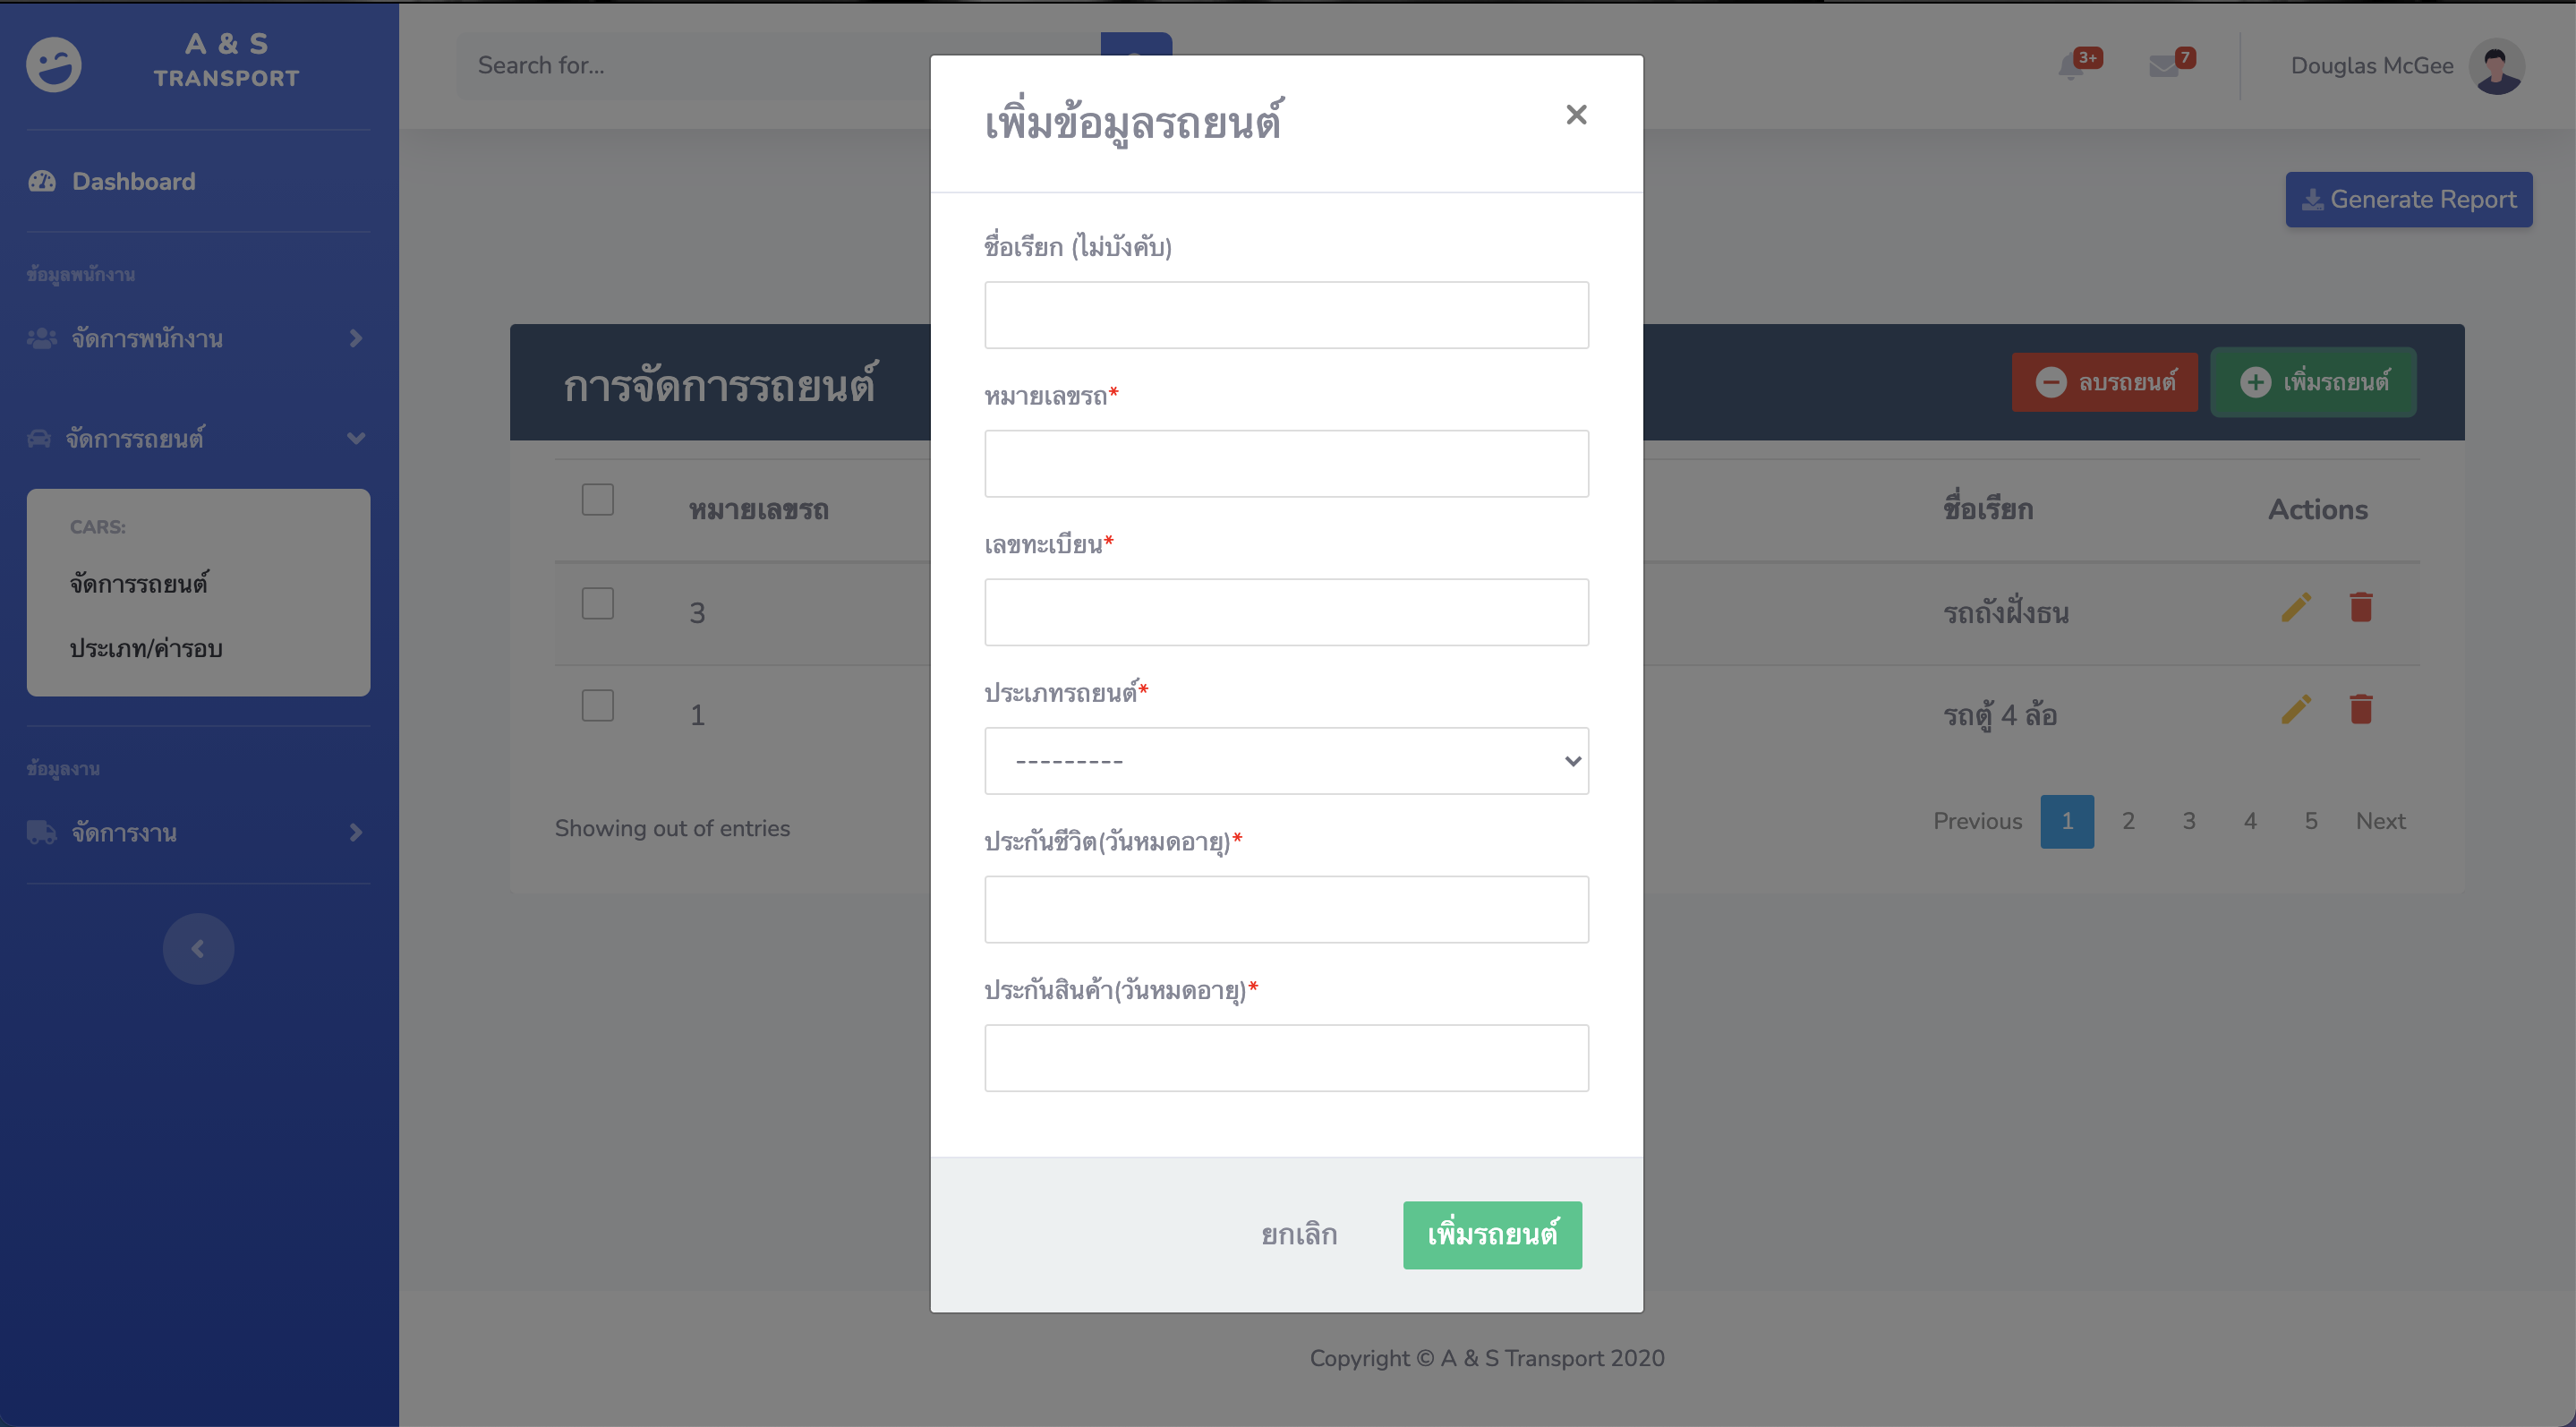 A & S
TRANSPORT
Dashboard
ข้อมูลพนักงาน
จัดการพนักงาน
จัดการรถยนต์
CARS:
จัดการรถยนต์
ประเภท/ค่ารอบ
ข้อมูลงาน
จัดการงาน
Search for...
3+
7
Douglas McGee
Generate Report
การจัดการรถยนต์
ลบรถยนต์
เพิ่มรถยนต์
หมายเลขรถ
ชื่อเรียก
Actions
3
รถถังฝั่งธน
1
รถตู้ 4 ล้อ
Showing out of entries
Previous 1 2 3 4 5 Next
เพิ่มข้อมูลรถยนต์
ชื่อเรียก (ไม่บังคับ)
หมายเลขรถ*
เลขทะเบียน*
ประเภทรถยนต์*
---------
ประกันชีวิต(วันหมดอายุ)*
ประกันสินค้า(วันหมดอายุ)*
ยกเลิก
เพิ่มรถยนต์
Copyright © A & S Transport 2020